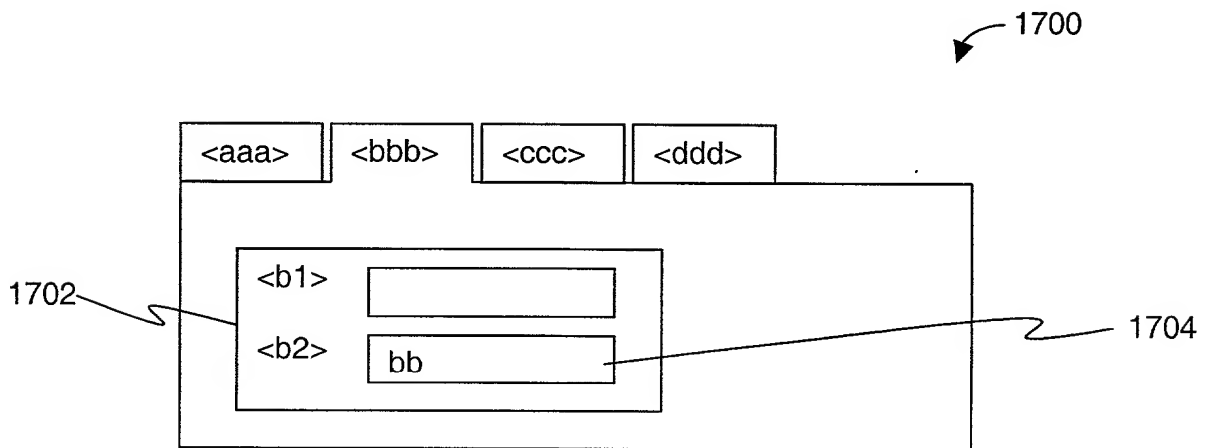 1700
<aaa> <bbb> <ccc> <ddd>
<b1>
1702
<b2> bb
1704